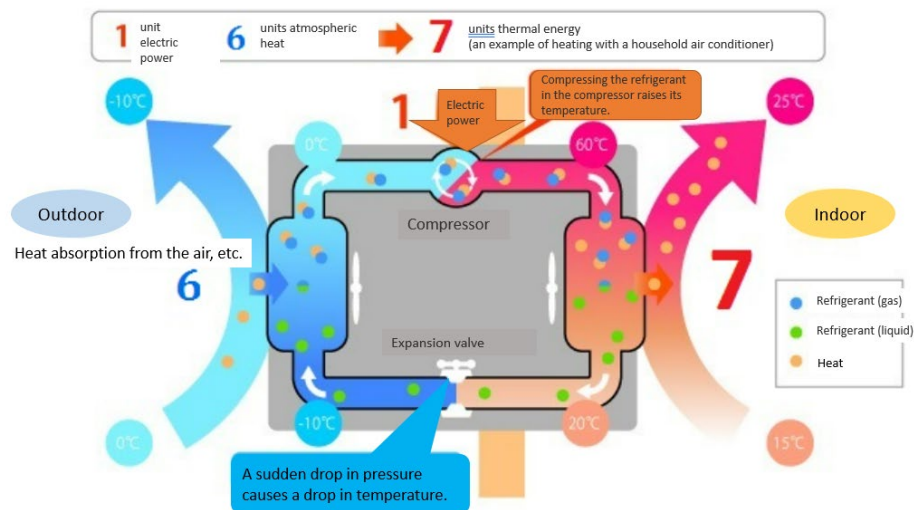 1 unit electric power
6 units atmospheric heat
7 units thermal energy
(an example of heating with a household air conditioner)
-10℃
0℃
1
Electric
power
Compressing the refrigerant
in the compressor raises its
temperature.
60℃
25℃
Outdoor
Heat absorption from the air, etc.
6
Compressor
Indoor
7
Expansion valve
Refrigerant (gas)
Refrigerant (liquid)
Heat
0℃
-10℃
20℃
15℃
A sudden drop in pressure
causes a drop in temperature.